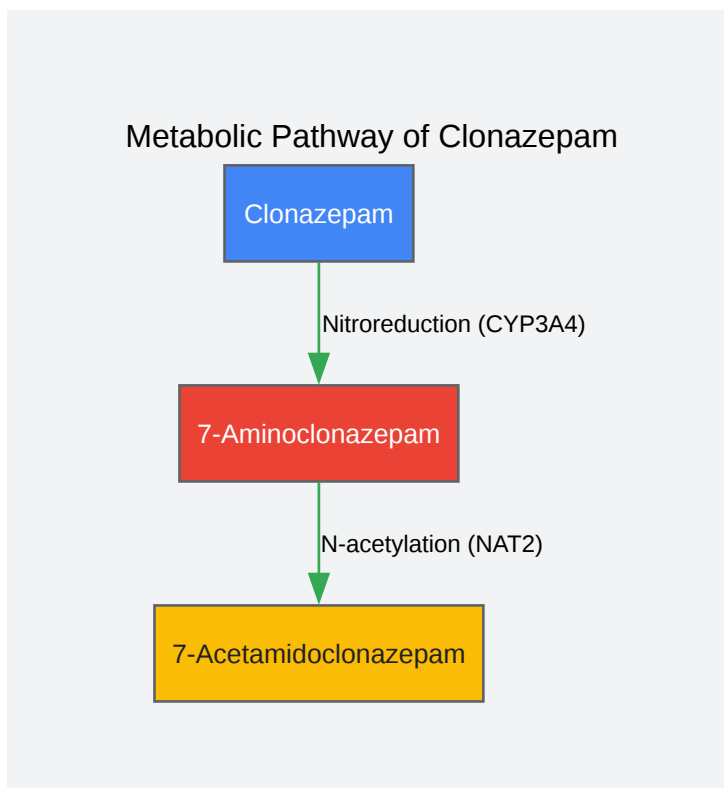 Metabolic Pathway of Clonazepam
Clonazepam
Nitroreduction (CYP3A4)
7-Aminoclonazepam
N-acetylation (NAT2)
7-Acetamidoclonazepam